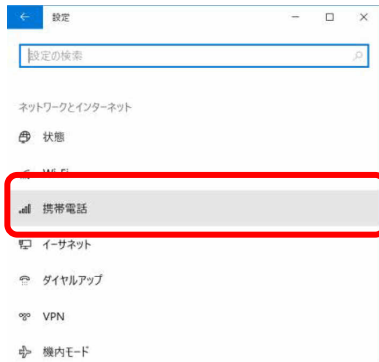 設定
設定の検索
ネットワークとインターネット
状態
Wi-Fi
携帯電話
イーサネット
ダイヤルアップ
VPN
機内モード